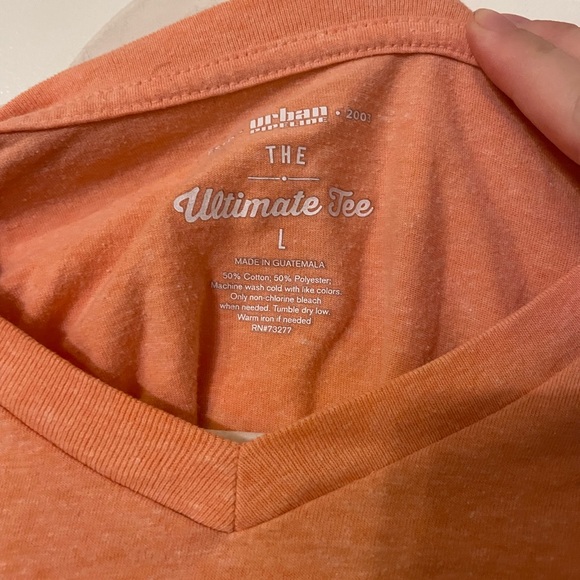 urban • 2001
PIPELINE
THE
Ultimate Tee
L
MADE IN GUATEMALA
50% Cotton; 50% Polyester;
Machine wash cold with like colors.
Only non-chlorine bleach
when needed. Tumble dry low.
Warm iron if needed
RN#73277